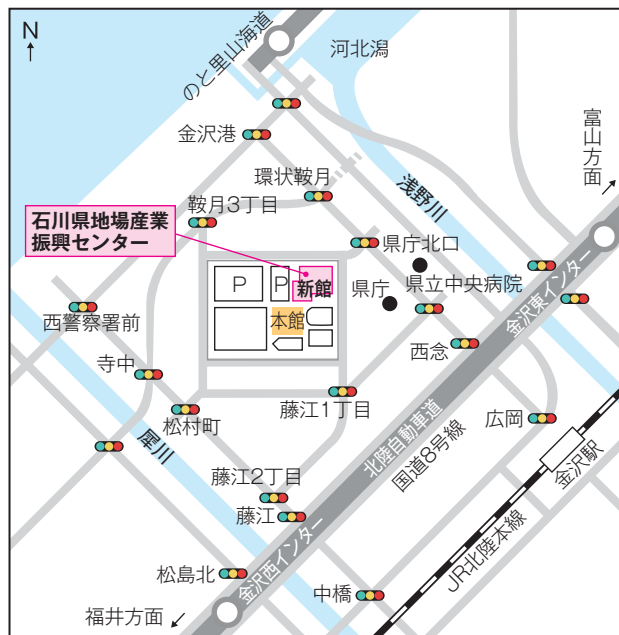 N
のと里山海道
河北潟
金沢港
富山方面
環状鞍月
浅野川
鞍月3丁目
石川県地場産業
振興センター
県庁北口
県立中央病院
金沢東インター
P
P
新館
県庁
本館
西警察署前
西念
寺中
藤江1丁目
松村町
北陸自動車道
国道8号線
広岡
金沢駅
犀川
藤江2丁目
藤江
金沢西インター
JR北陸本線
松島北
中橋
福井方面